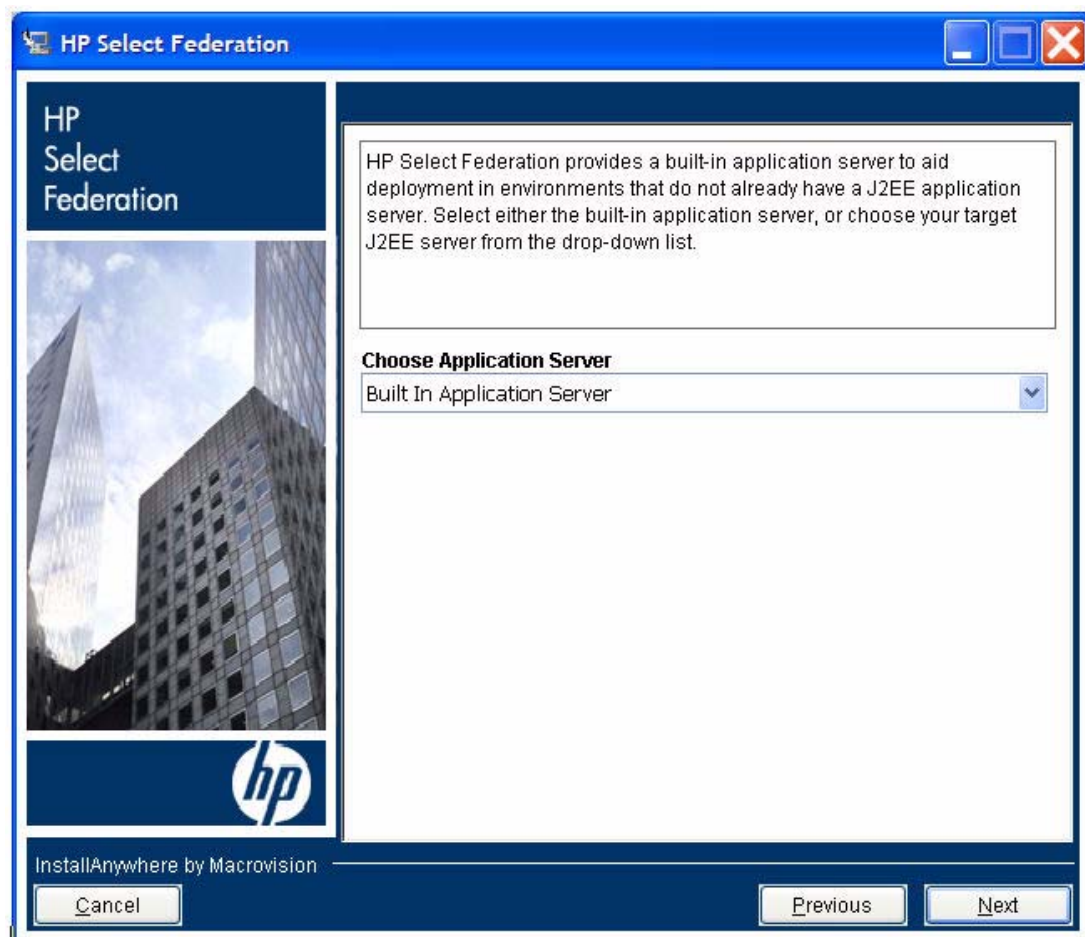 HP Select Federation
HP
Select
Federation
HP Select Federation provides a built-in application server to aid
deployment in environments that do not already have a J2EE application
server. Select either the built-in application server, or choose your target
J2EE server from the drop-down list.
Choose Application Server
Built In Application Server
hp
InstallAnywhere by Macrovision
Cancel
Previous
Next